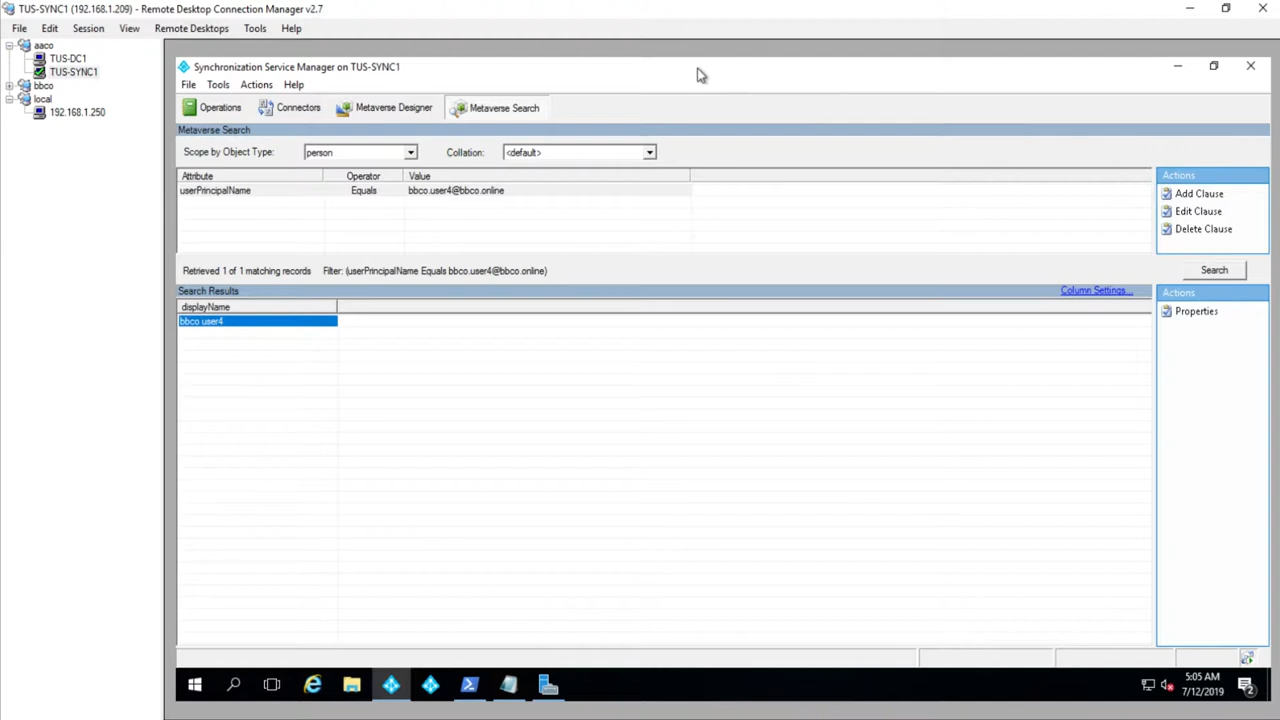 TUS-SYNC1 (192.168.1.209) - Remote Desktop Connection Manager v2.7
File Edit Session View Remote Desktops Tools Help
aaco
TUS-DC1
TUS-SYNC1
bbco
local
192.168.1.250
Synchronization Service Manager on TUS-SYNC1
File Tools Actions Help
Operations Connectors Metaverse Designer Metaverse Search
Metaverse Search
Scope by Object Type: person Collation: <default>
Attribute Operator Value
userPrincipalName Equals bbco.user4@bbco.online
Actions
Add Clause
Edit Clause
Delete Clause
Retrieved 1 of 1 matching records Filter: (userPrincipalName Equals bbco.user4@bbco.online)
Search
Search Results Column Settings...
displayName
bbco user4
Actions
Properties
5:05 AM
7/12/2019
2